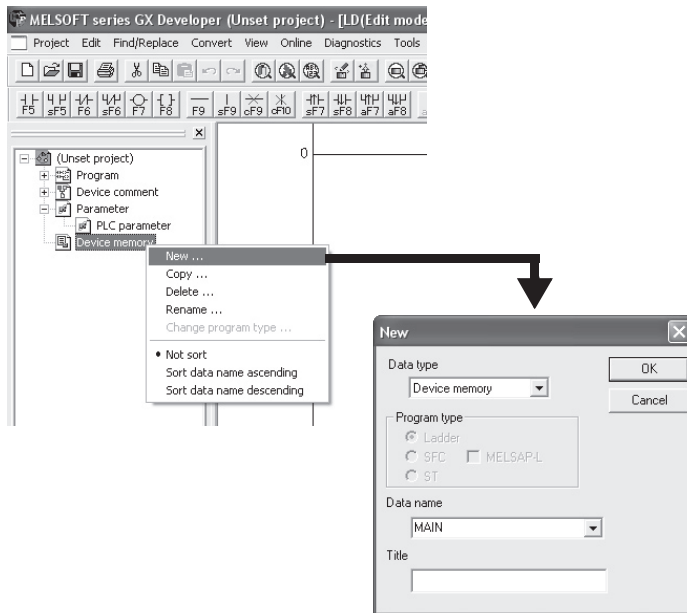 MELSOFT series GX Developer (Unset project) - [LD(Edit mode
Project Edit Find/Replace Convert View Online Diagnostics Tools
F5 sF5 F6 sF6 F7 F8 F9 sF9 cF9 cF10 sF7 sF8 aF7 aF8
0
(Unset project)
Program
Device comment
Parameter
PLC parameter
Device memory
New ...
Copy ...
Delete ...
Rename ...
Change program type ...
Not sort
Sort data name ascending
Sort data name descending
New
Data type
OK
Device memory
Cancel
Program type
Ladder
SFC MELSAP-L
ST
Data name
MAIN
Title